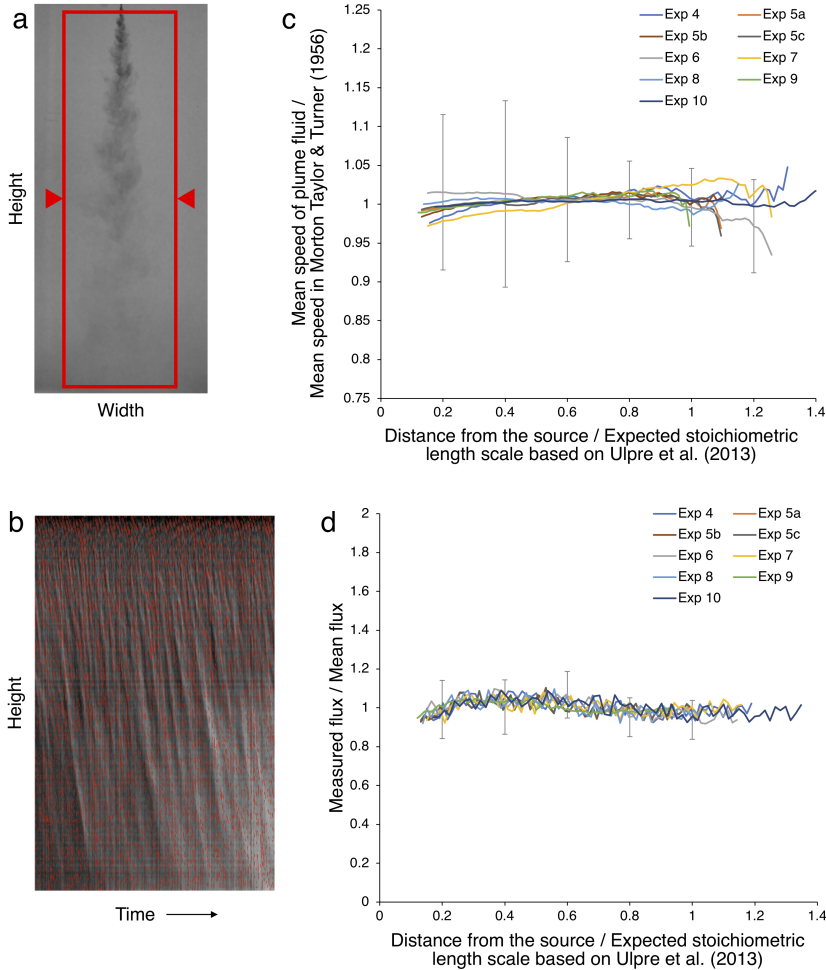 a
Height
Width
b
Height
Time
c
Mean speed of plume fluid /
Mean speed in Morton Taylor & Turner (1956)
1.25
1.2
1.15
1.1
1.05
1
0.95
0.9
0.85
0.8
0.75
0
0.2
0.4
0.6
0.8
1
1.2
1.4
Exp 4
Exp 5a
Exp 5b
Exp 5c
Exp 6
Exp 7
Exp 8
Exp 9
Exp 10
Distance from the source / Expected stoichiometric
length scale based on Ulpre et al. (2013)
d
Measured flux / Mean flux
2
1.8
1.6
1.4
1.2
1
0.8
0.6
0.4
0.2
0
0
0.2
0.4
0.6
0.8
1
1.2
1.4
Exp 4
Exp 5a
Exp 5b
Exp 5c
Exp 6
Exp 7
Exp 8
Exp 9
Exp 10
Distance from the source / Expected stoichiometric
length scale based on Ulpre et al. (2013)